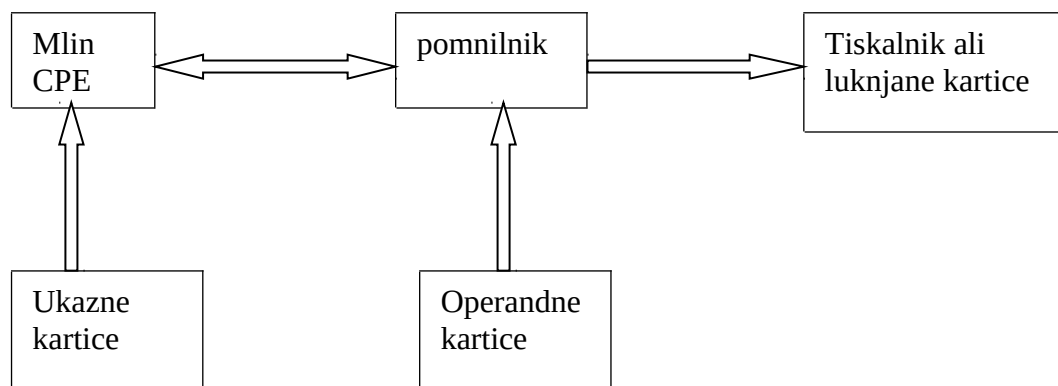 Mlin
CPE
pomnilnik
Tiskalnik ali
luknjane kartice
Ukazne
kartice
Operandne
kartice